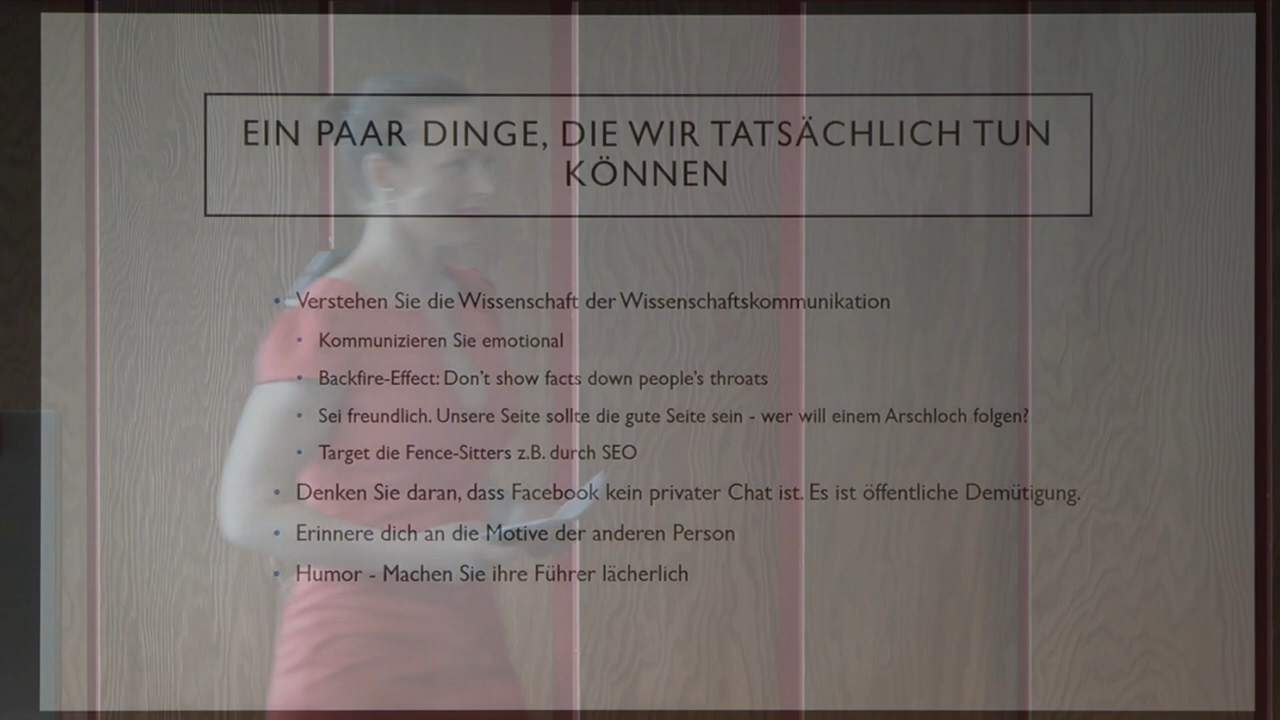 EIN PAAR DINGE, DIE WIR TATSÄCHLICH TUN
KÖNNEN
• Verstehen Sie die Wissenschaft der Wissenschaftskommunikation
• Kommunizieren Sie emotional
• Backfire-Effect: Don't show facts down people's throats
• Sei freundlich. Unsere Seite sollte die gute Seite sein - wer will einem Arschloch folgen?
• Target die Fence-Sitters z.B. durch SEO
• Denken Sie daran, dass Facebook kein privater Chat ist. Es ist öffentliche Demütigung.
• Erinnere dich an die Motive der anderen Person
• Humor - Machen Sie ihre Führer lächerlich